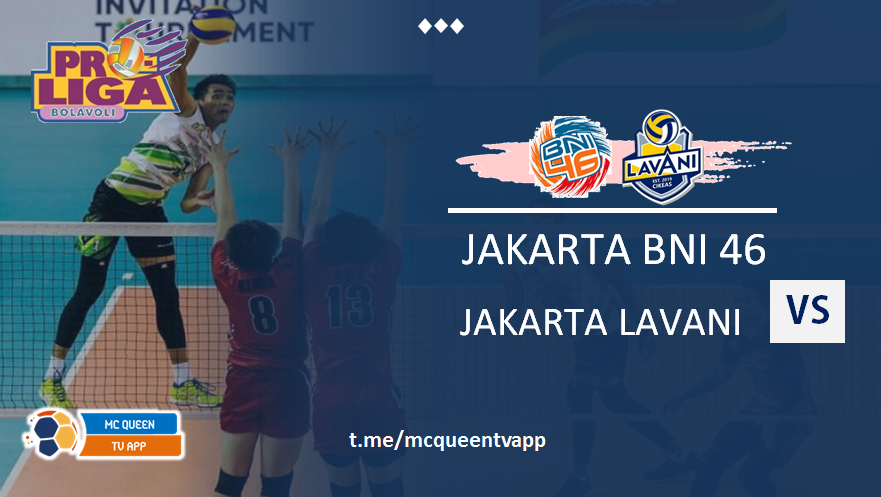 INVITATION
TOURNAMENT
PRO-
LIGA
BOLAVOLI
BNI
46
LAVANI
EST. 2019
CIKEAS
JAKARTA BNI 46
JAKARTA LAVANI
VS
8
13
MC QUEEN
TV APP
t.me/mcqueentvapp